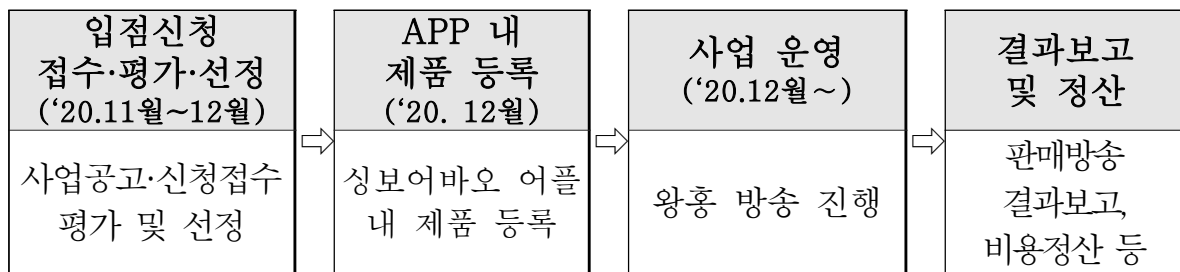 입점신청
접수·평가·선정
(‘20.11월~12월)
사업공고·신청접수
평가 및 선정
APP 내
제품 등록
(‘20. 12월)
싱보어바오 어플
내 제품 등록
사업 운영
(‘20.12월～)
왕홍 방송 진행
결과보고
및 정산
판매방송
결과보고,
비용정산 등